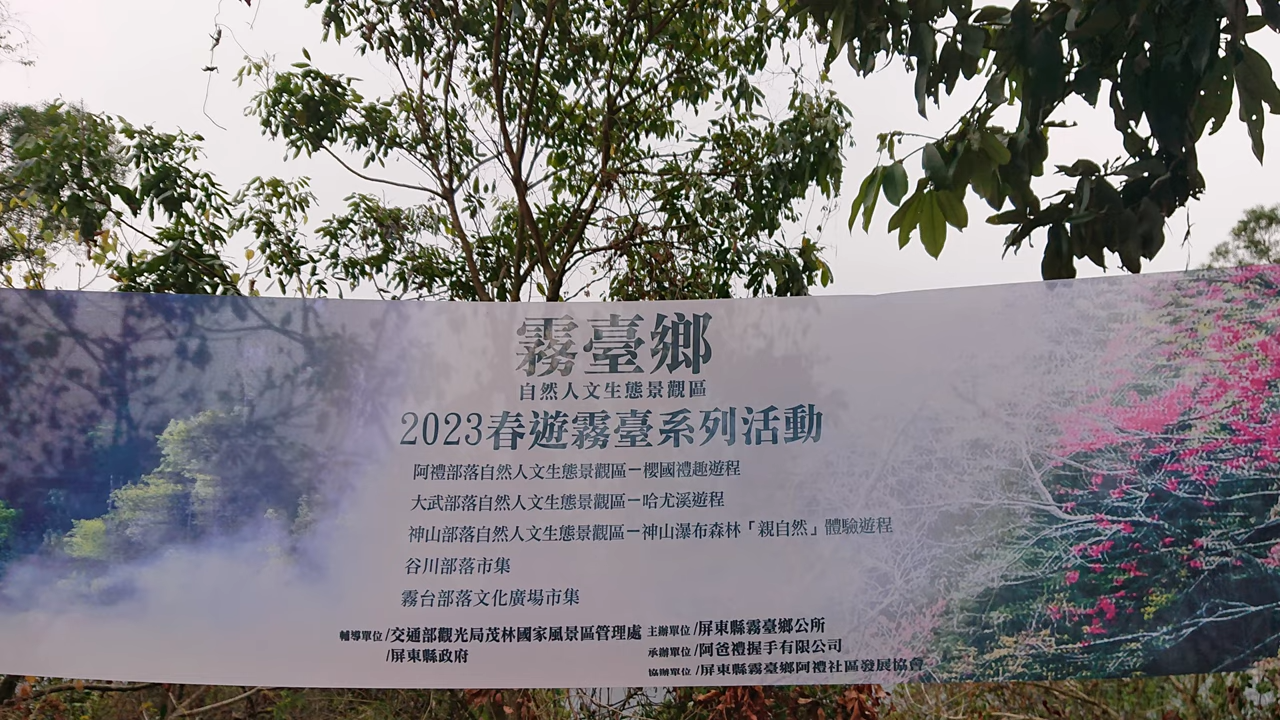 霧臺鄉
自然人文生態景觀區
2023春遊霧臺系列活動
阿禮部落自然人文生態景觀區－櫻國禮趣遊程
大武部落自然人文生態景觀區－哈尤溪遊程
神山部落自然人文生態景觀區－神山瀑布森林「親自然」體驗遊程
谷川部落市集
霧台部落文化廣場市集
輔導單位/交通部觀光局茂林國家風景區管理處
/屏東縣政府
主辦單位/屏東縣霧臺鄉公所
承辦單位/阿爸禮握手有限公司
協辦單位/屏東縣霧臺鄉阿禮社區發展協會